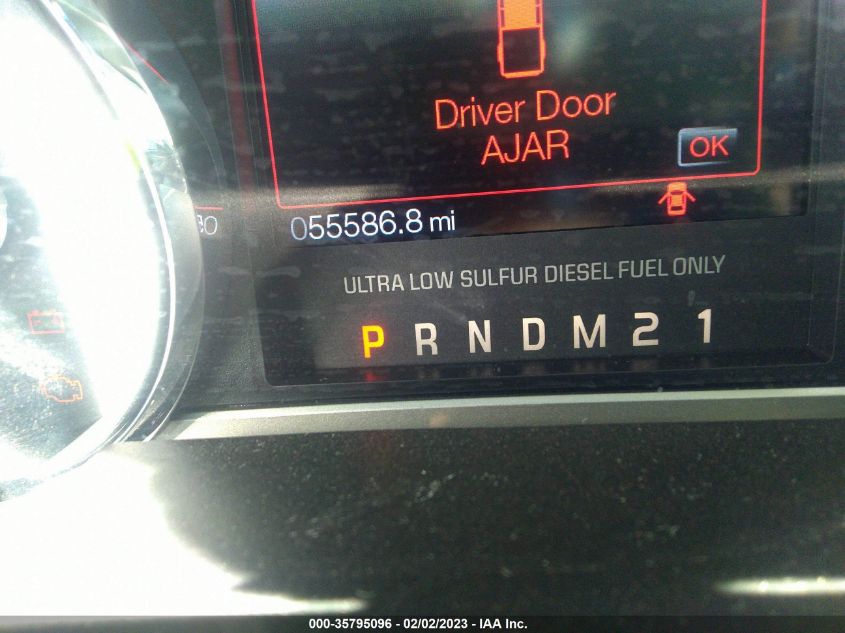 Driver Door
AJAR
OK
055586.8 mi
ULTRA LOW SULFUR DIESEL FUEL ONLY
P R N D M 2 1
000-35795096 - 02/02/2023 - IAA Inc.